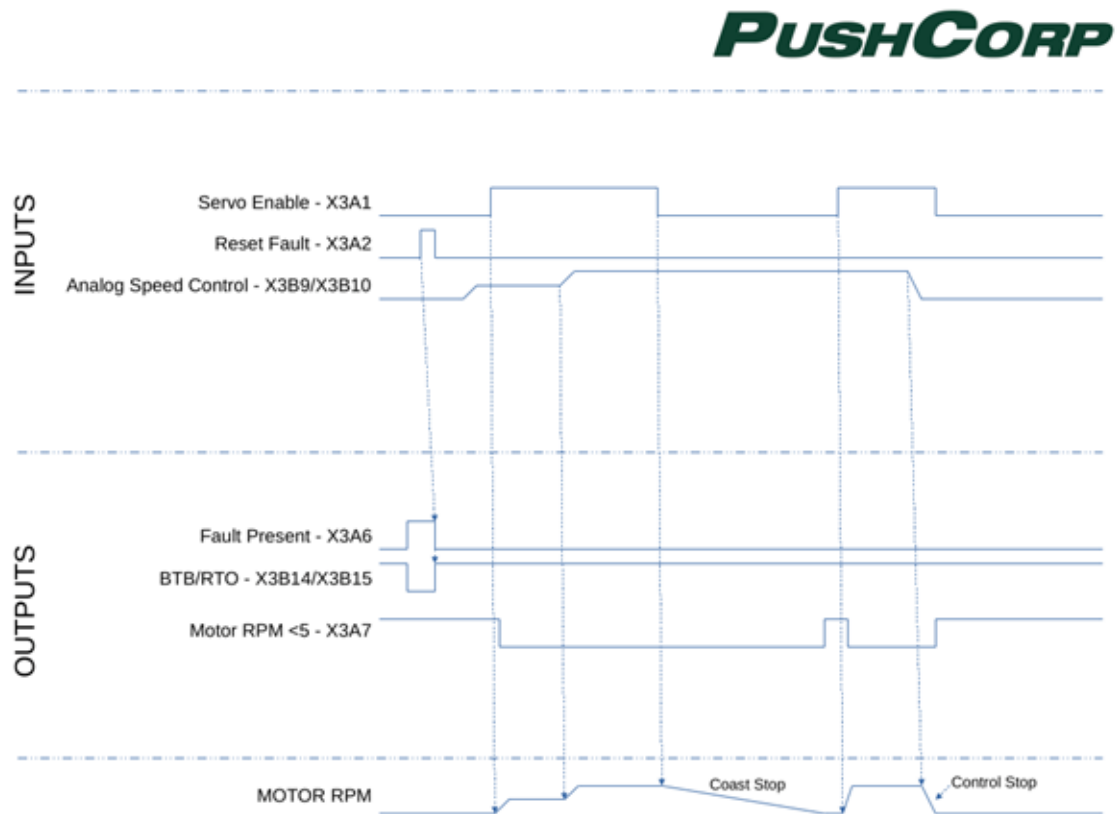 PUSHCORP
INPUTS
Servo Enable - X3A1
Reset Fault - X3A2
Analog Speed Control - X3B9/X3B10
OUTPUTS
Fault Present - X3A6
BTB/RTO - X3B14/X3B15
Motor RPM <5 - X3A7
MOTOR RPM
Coast Stop
Control Stop